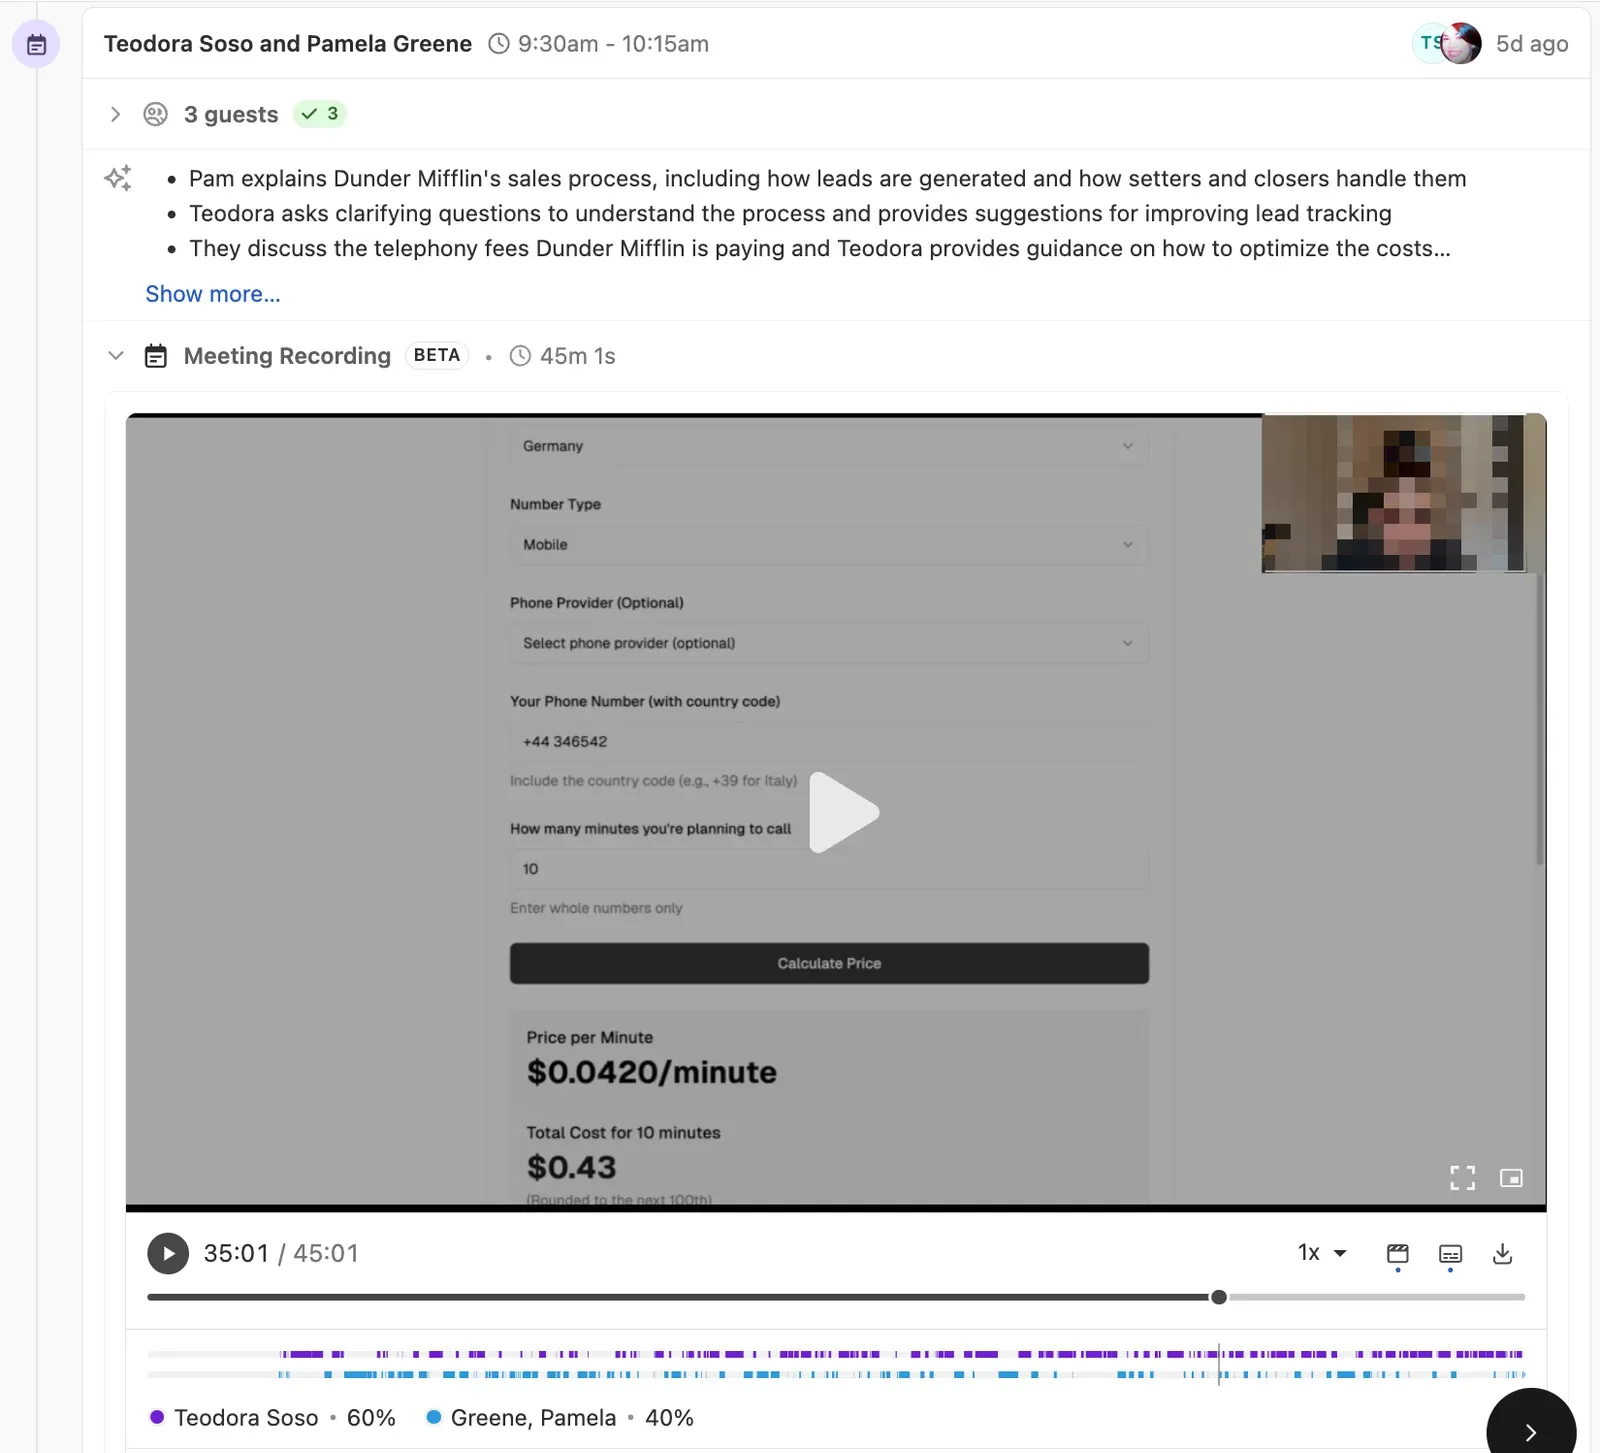 Teodora Soso and Pamela Greene 9:30am - 10:15am
TS 5d ago
3 guests 3
• Pam explains Dunder Mifflin's sales process, including how leads are generated and how setters and closers handle them
• Teodora asks clarifying questions to understand the process and provides suggestions for improving lead tracking
• They discuss the telephony fees Dunder Mifflin is paying and Teodora provides guidance on how to optimize the costs...
Show more...
Meeting Recording BETA • 45m 1s
Germany
Number Type
Mobile
Phone Provider (Optional)
Select phone provider (optional)
Your Phone Number (with country code)
+44 346542
Include the country code (e.g., +39 for Italy)
How many minutes you're planning to call
10
Enter whole numbers only
Calculate Price
Price per Minute
$0.0420/minute
Total Cost for 10 minutes
$0.43
(Rounded to the next 100th)
35:01 / 45:01
1x
Teodora Soso • 60% Greene, Pamela • 40%